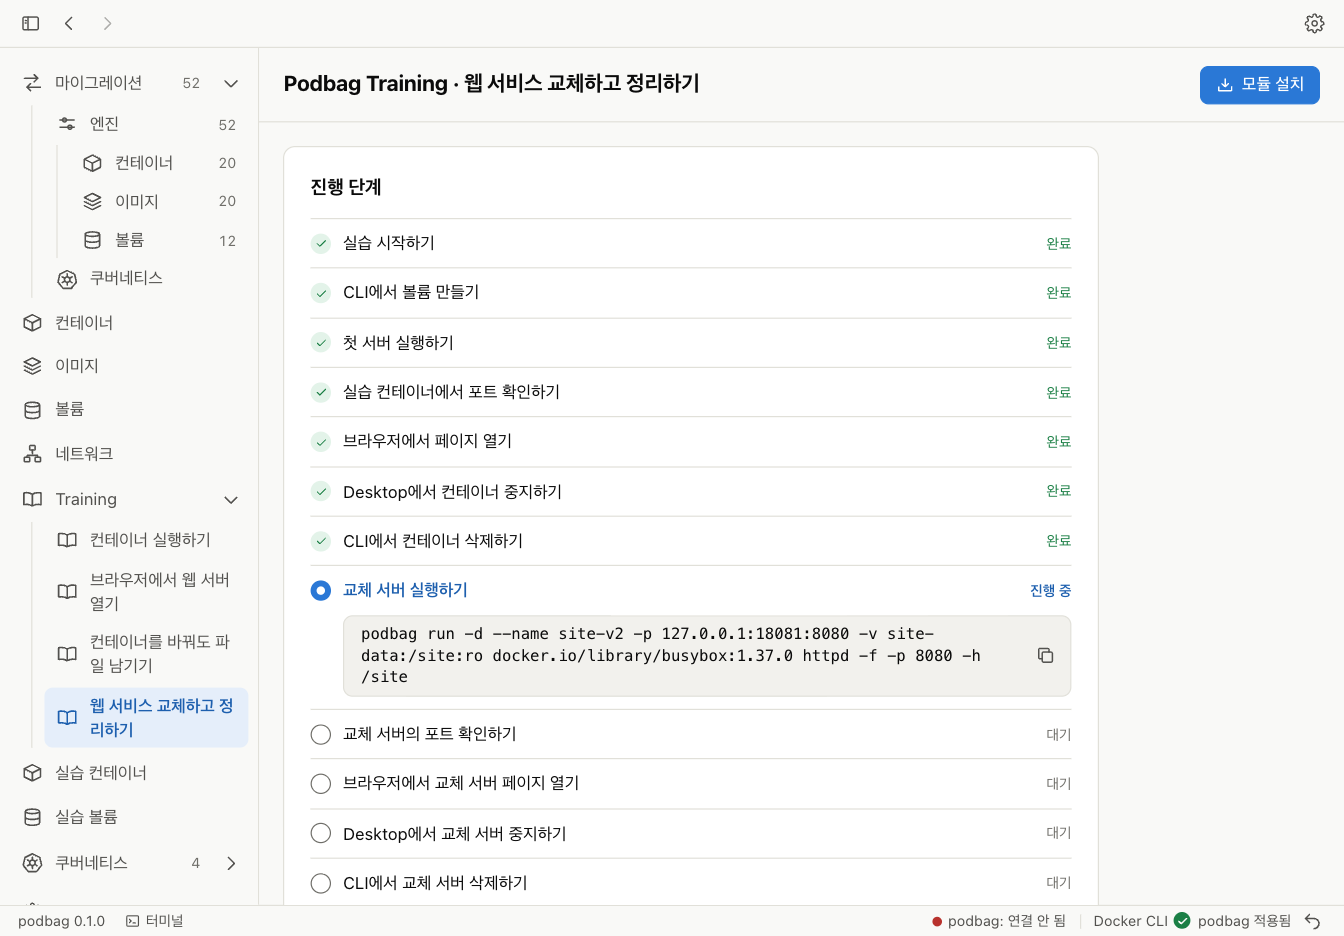 마이그레이션 52
엔진 52
컨테이너 20
이미지 20
볼륨 12
쿠버네티스
컨테이너
이미지
볼륨
네트워크
Training
컨테이너 실행하기
브라우저에서 웹 서버
열기
컨테이너를 바꿔도 파
일 남기기
웹 서비스 교체하고 정
리하기
실습 컨테이너
실습 볼륨
쿠버네티스 4
Podbag Training · 웹 서비스 교체하고 정리하기
모듈 설치
진행 단계
실습 시작하기 완료
CLI에서 볼륨 만들기 완료
첫 서버 실행하기 완료
실습 컨테이너에서 포트 확인하기 완료
브라우저에서 페이지 열기 완료
Desktop에서 컨테이너 중지하기 완료
CLI에서 컨테이너 삭제하기 완료
교체 서버 실행하기 진행 중
podbag run -d --name site-v2 -p 127.0.0.1:18081:8080 -v site-
data:/site:ro docker.io/library/busybox:1.37.0 httpd -f -p 8080 -h
/site
교체 서버의 포트 확인하기 대기
브라우저에서 교체 서버 페이지 열기 대기
Desktop에서 교체 서버 중지하기 대기
CLI에서 교체 서버 삭제하기 대기
podbag 0.1.0 터미널 podbag: 연결 안 됨 Docker CLI podbag 적용됨